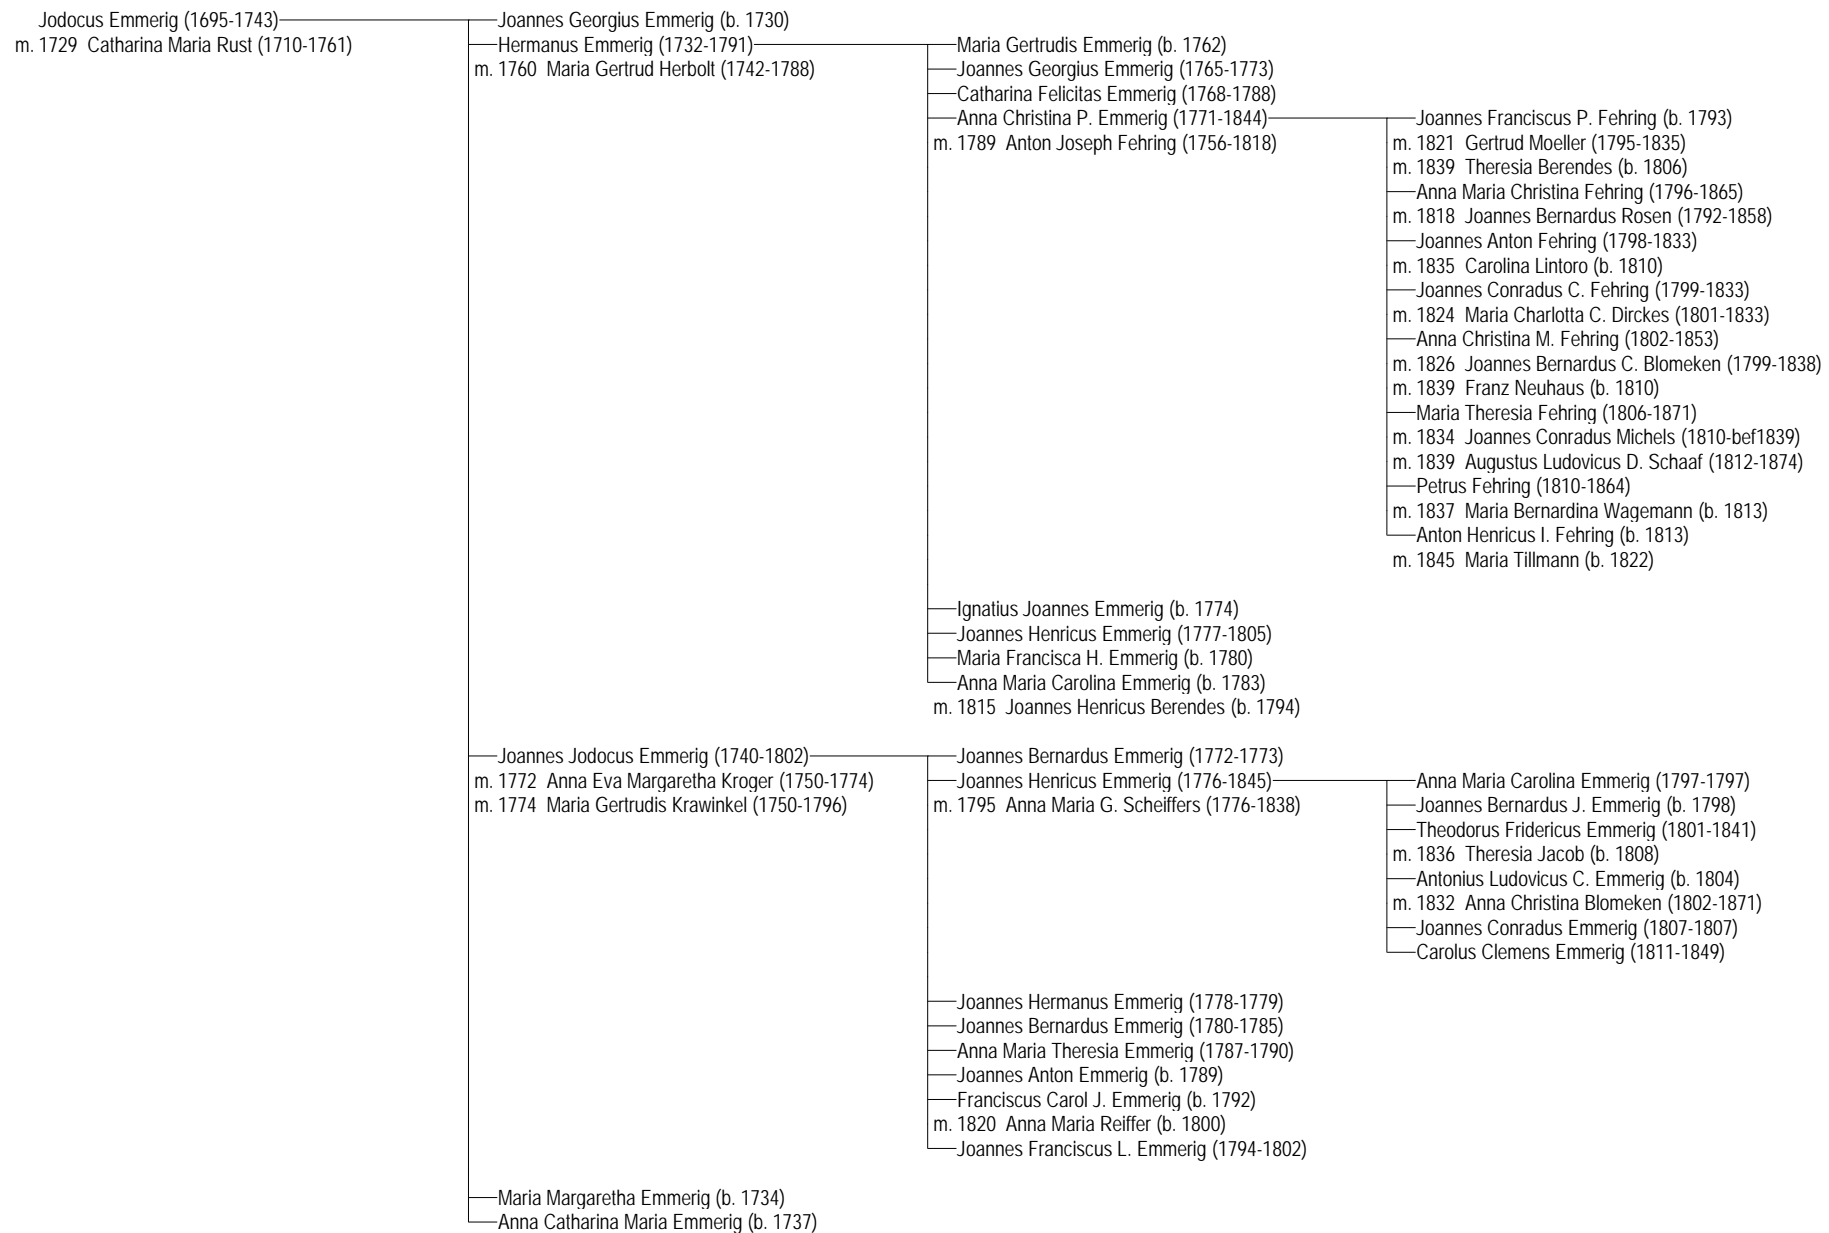 Jodocus Emmerig (1695-1743)
m. 1729 Catharina Maria Rust (1710-1761)
Joannes Georgius Emmerig (b. 1730)
Hermanus Emmerig (1732-1791)
m. 1760 Maria Gertrud Herbolt (1742-1788)
Maria Gertrudis Emmerig (b. 1762)
Joannes Georgius Emmerig (1765-1773)
Catharina Felicitas Emmerig (1768-1788)
Anna Christina P. Emmerig (1771-1844)
m. 1789 Anton Joseph Fehring (1756-1818)
Joannes Franciscus P. Fehring (b. 1793)
m. 1821 Gertrud Moeller (1795-1835)
m. 1839 Theresia Berendes (b. 1806)
Anna Maria Christina Fehring (1796-1865)
m. 1818 Joannes Bernardus Rosen (1792-1858)
Joannes Anton Fehring (1798-1833)
m. 1835 Carolina Lintoro (b. 1810)
Joannes Conradus C. Fehring (1799-1833)
m. 1824 Maria Charlotta C. Dirckes (1801-1833)
Anna Christina M. Fehring (1802-1853)
m. 1826 Joannes Bernardus C. Blomeken (1799-1838)
m. 1839 Franz Neuhaus (b. 1810)
Maria Theresia Fehring (1806-1871)
m. 1834 Joannes Conradus Michels (1810-bef1839)
m. 1839 Augustus Ludovicus D. Schaaf (1812-1874)
Petrus Fehring (1810-1864)
m. 1837 Maria Bernardina Wagemann (b. 1813)
Anton Henricus I. Fehring (b. 1813)
m. 1845 Maria Tillmann (b. 1822)
Ignatius Joannes Emmerig (b. 1774)
Joannes Henricus Emmerig (1777-1805)
Maria Francisca H. Emmerig (b. 1780)
Anna Maria Carolina Emmerig (b. 1783)
m. 1815 Joannes Henricus Berendes (b. 1794)
Joannes Jodocus Emmerig (1740-1802)
m. 1772 Anna Eva Margaretha Kroger (1750-1774)
m. 1774 Maria Gertrudis Krawinkel (1750-1796)
Joannes Bernardus Emmerig (1772-1773)
Joannes Henricus Emmerig (1776-1845)
m. 1795 Anna Maria G. Scheiffers (1776-1838)
Anna Maria Carolina Emmerig (1797-1797)
Joannes Bernardus J. Emmerig (b. 1798)
Theodorus Fridericus Emmerig (1801-1841)
m. 1836 Theresia Jacob (b. 1808)
Antonius Ludovicus C. Emmerig (b. 1804)
m. 1832 Anna Christina Blomeken (1802-1871)
Joannes Conradus Emmerig (1807-1807)
Carolus Clemens Emmerig (1811-1849)
Joannes Hermanus Emmerig (1778-1779)
Joannes Bernardus Emmerig (1780-1785)
Anna Maria Theresia Emmerig (1787-1790)
Joannes Anton Emmerig (b. 1789)
Franciscus Carol J. Emmerig (b. 1792)
m. 1820 Anna Maria Reiffer (b. 1800)
Joannes Franciscus L. Emmerig (1794-1802)
Maria Margaretha Emmerig (b. 1734)
Anna Catharina Maria Emmerig (b. 1737)